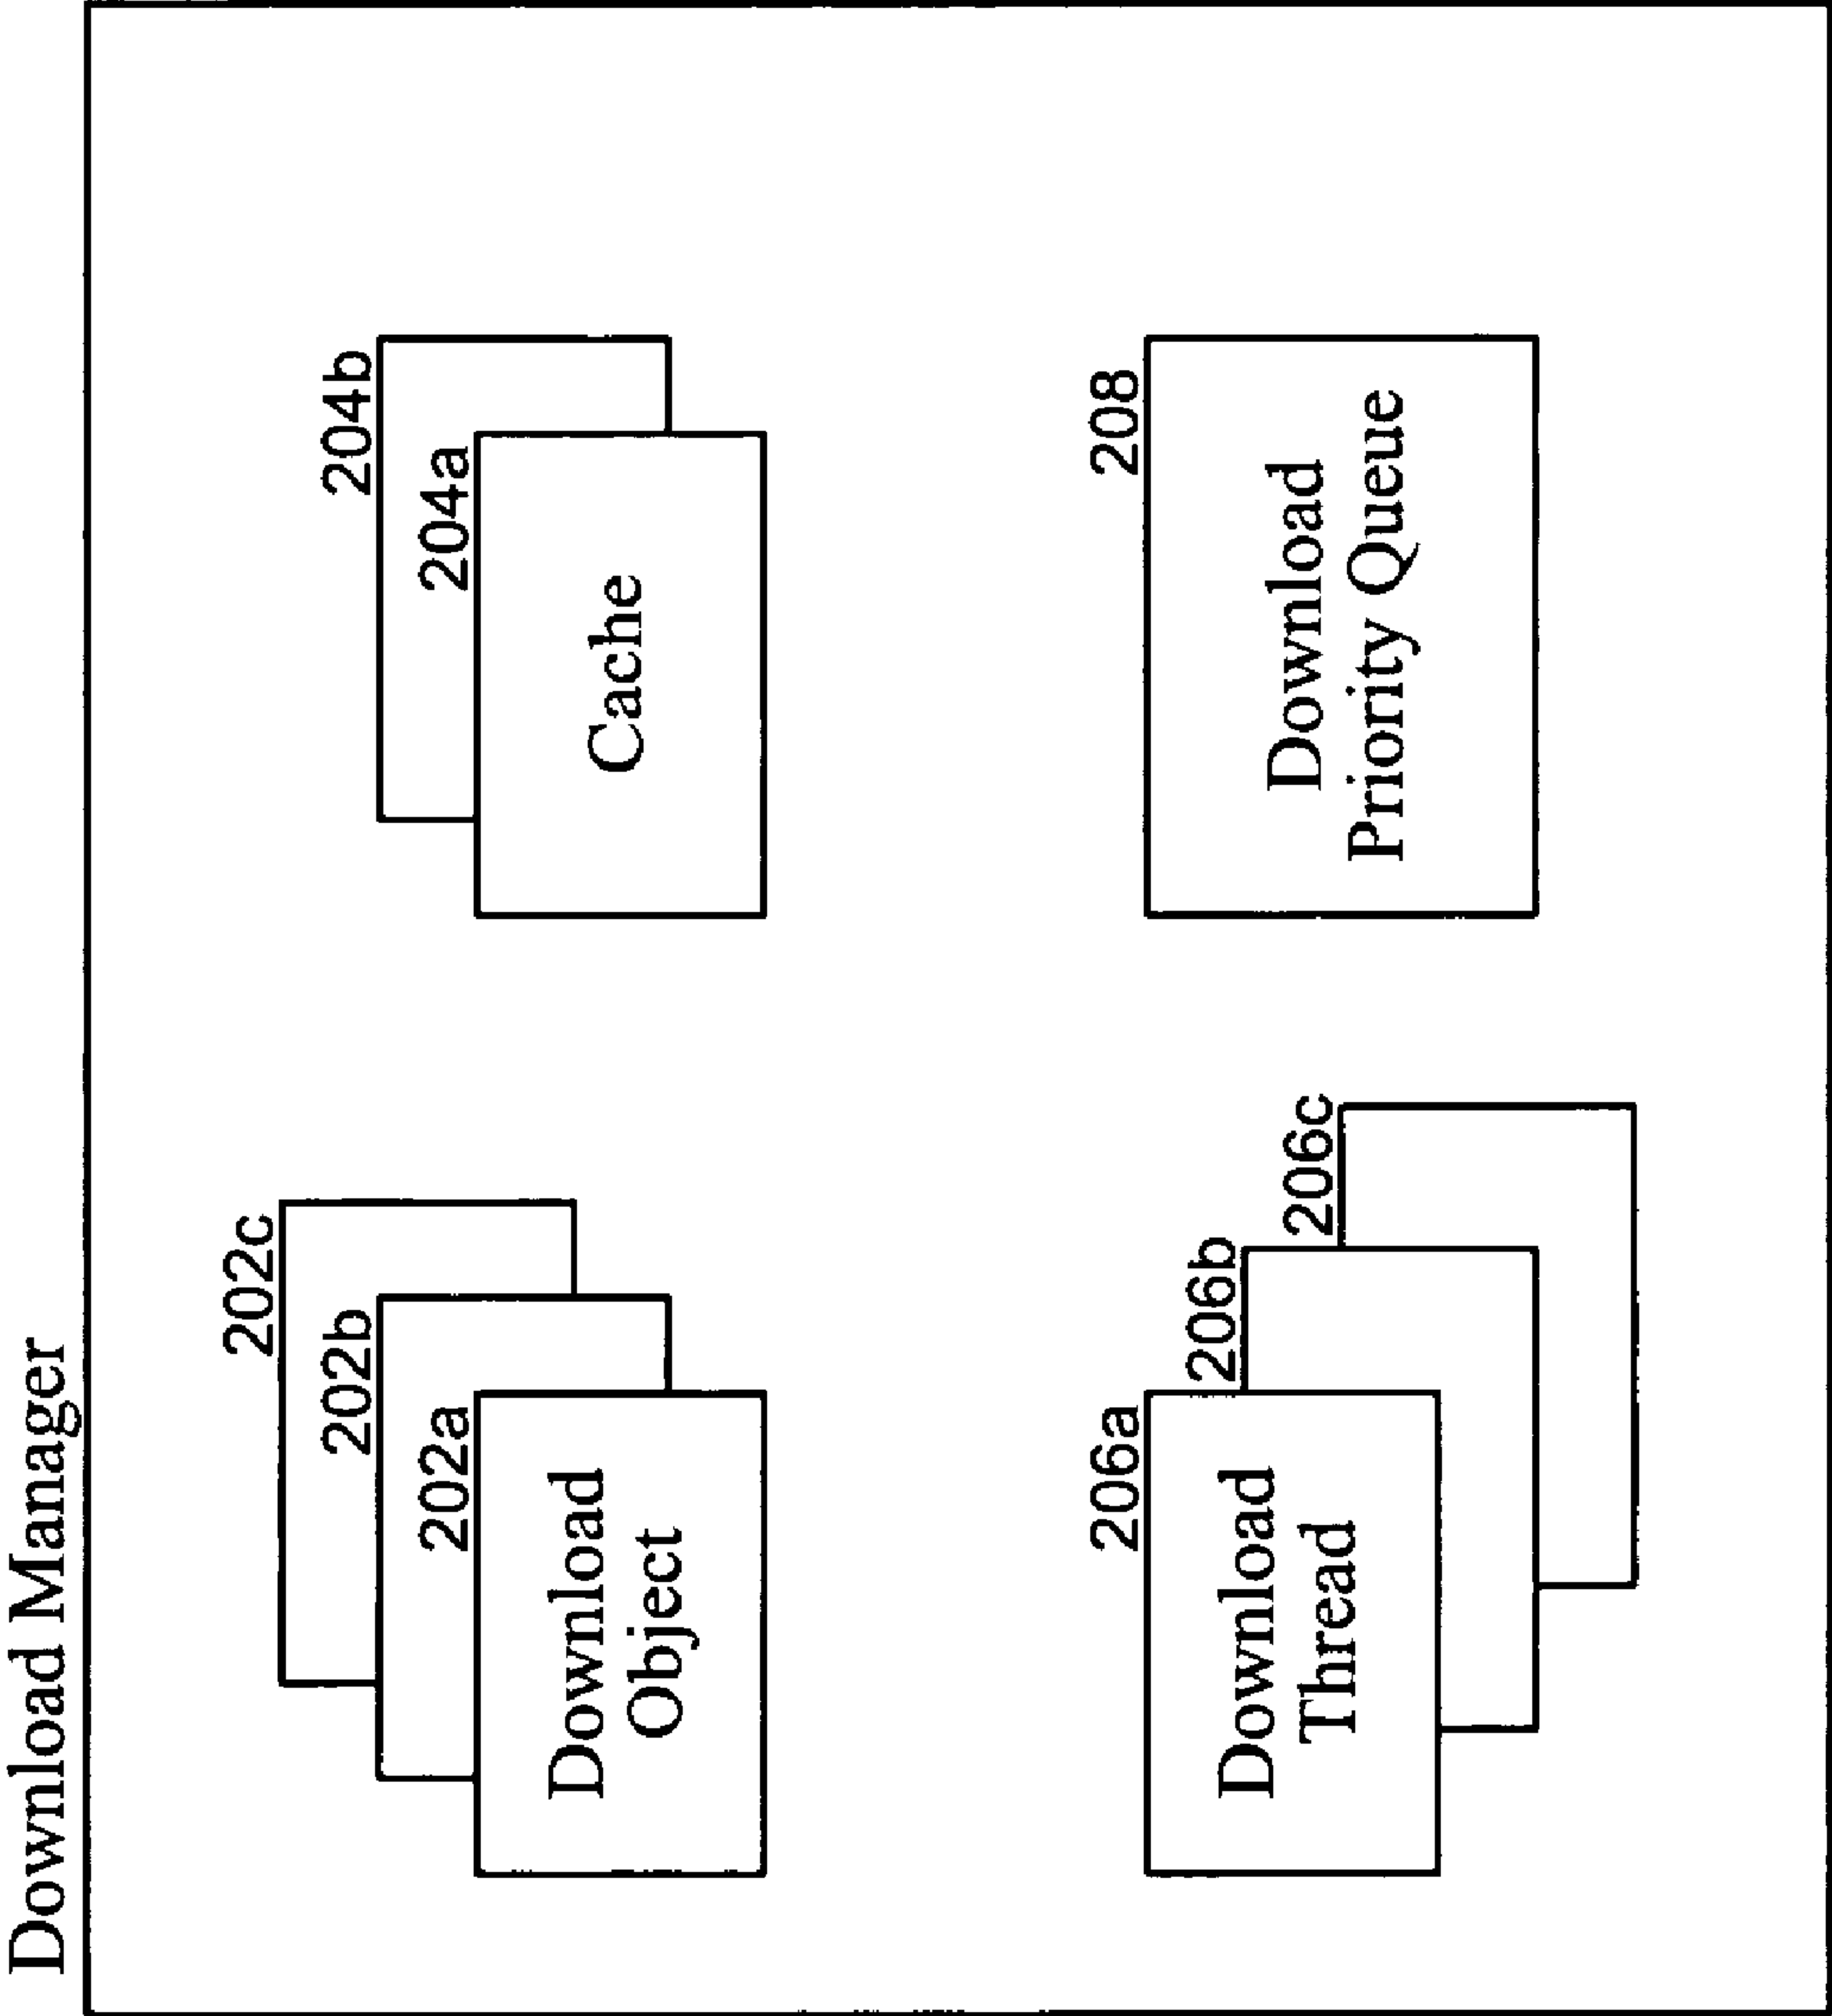 Download Manager
202c
202b
202a
Download
Object
204b
204a
Cache
206a
206b
206c
Download
Thread
208
Download
Priority Queue